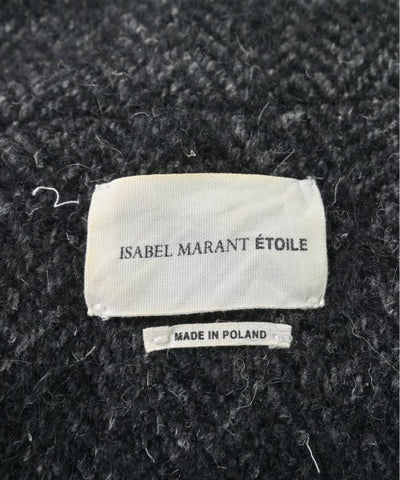 ISABEL MARANT ÉTOILE
MADE IN POLAND